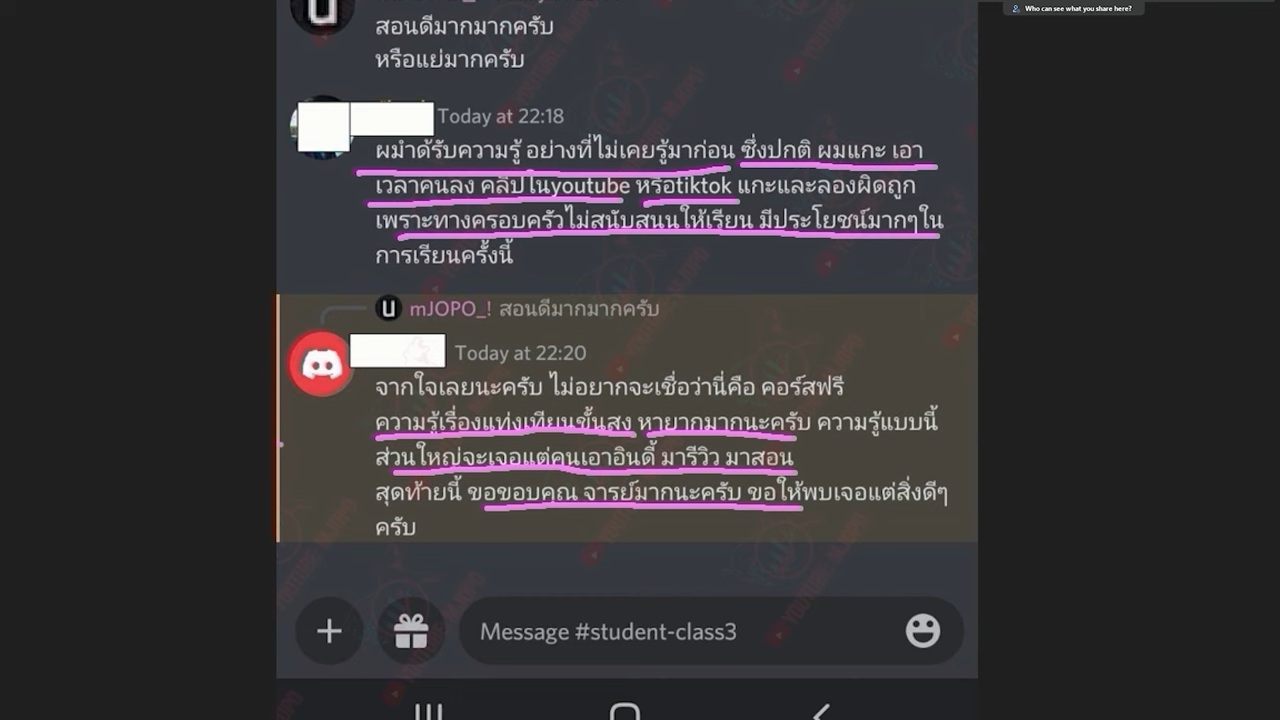 Who can see what you share here?
สอนดีมากมากครับ
หรือแย่มากครับ
Today at 22:18
ผมำด้รับความรู้ อย่างที่ไม่เคยรู้มาก่อน ซึ่งปกติ ผมแกะ เอา
เวลาคนลง คลิปในyoutube หรือtiktok แกะและลองผิดถูก
เพราะทางครอบครัวไม่สนับสนนให้เรียน มีประโยชน์มากๆใน
การเรียนครั้งนี้
mJOPO_! สอนดีมากมากครับ
Today at 22:20
จากใจเลยนะครับ ไม่อยากจะเชื่อว่านี่คือ คอร์สฟรี
ความรู้เรื่องแท่งเทียนขั้นสูง หายากมากนะครับ ความรู้แบบนี้
ส่วนใหญ่จะเจอแต่คนเอาอินดี้ มารีวิว มาสอน
สุดท้ายนี้ ขอขอบคุณ จารย์มากนะครับ ขอให้พบเจอแต่สิ่งดีๆ
ครับ
Message #student-class3